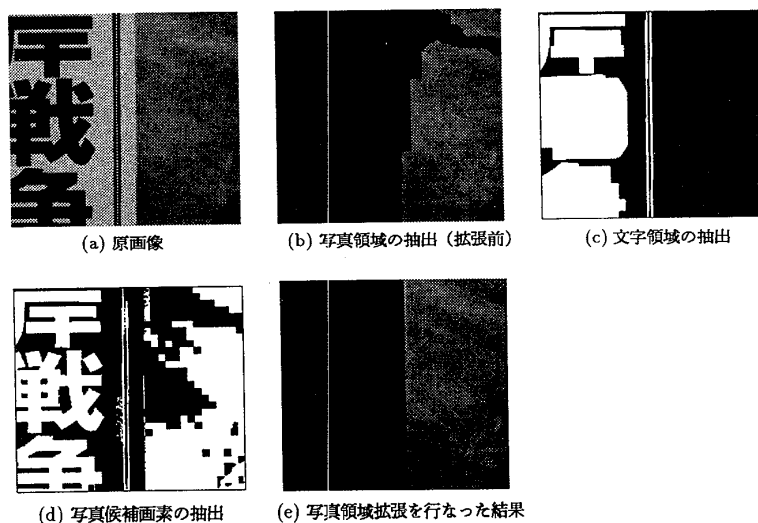 戦
争
(a) 原画像
(b) 写真領域の抽出（拡張前）
(c) 文字領域の抽出
戦
争
(d) 写真候補画素の抽出
(e) 写真領域拡張を行なった結果